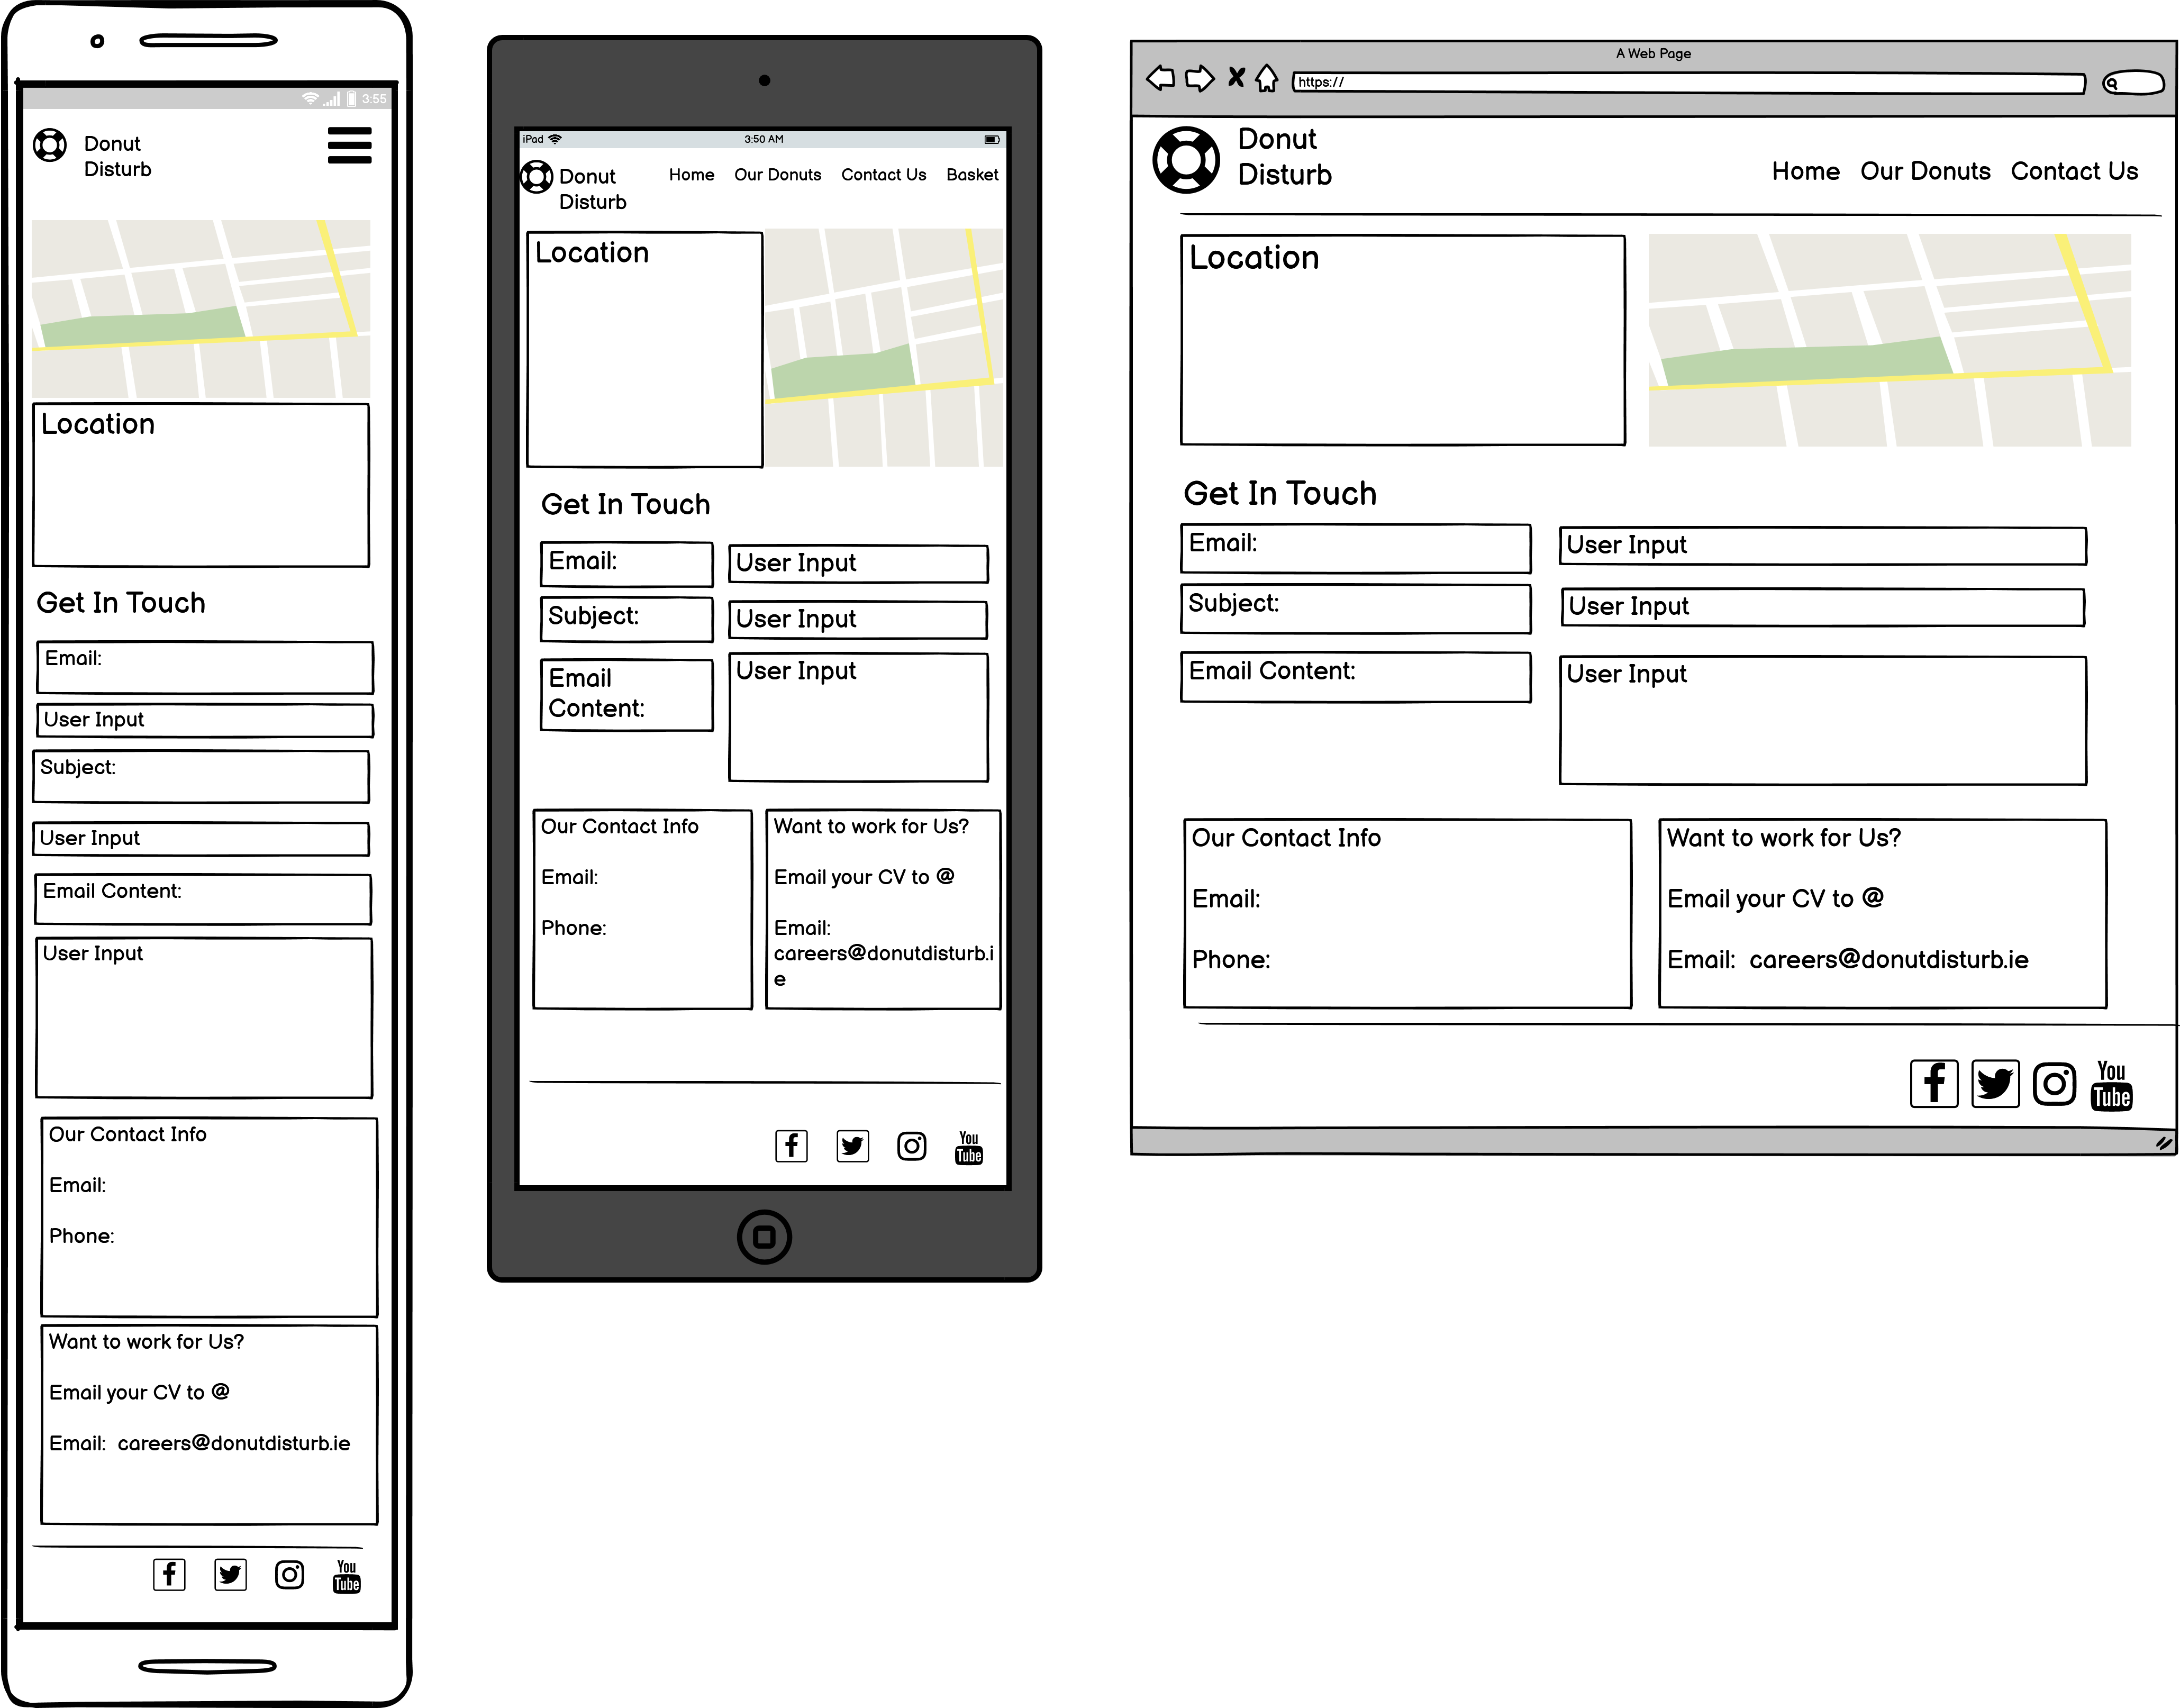 3:55
Donut
Disturb
Location
Get In Touch
Email:
User Input
Subject:
User Input
Email Content:
User Input
Our Contact Info
Email:
Phone:
Want to work for Us?
Email your CV to @
Email:  careers@donutdisturb.ie
You
Tube
iPad
3:50 AM
Donut
Disturb
Home
Our Donuts
Contact Us
Basket
Location
Get In Touch
Email:
User Input
Subject:
User Input
Email
Content:
User Input
Our Contact Info
Email:
Phone:
Want to work for Us?
Email your CV to @
Email:
careers@donutdisturb.i
e
You
Tube
A Web Page
https://
Donut
Disturb
Home
Our Donuts
Contact Us
Location
Get In Touch
Email:
User Input
Subject:
User Input
Email Content:
User Input
Our Contact Info
Email:
Phone:
Want to work for Us?
Email your CV to @
Email:  careers@donutdisturb.ie
You
Tube